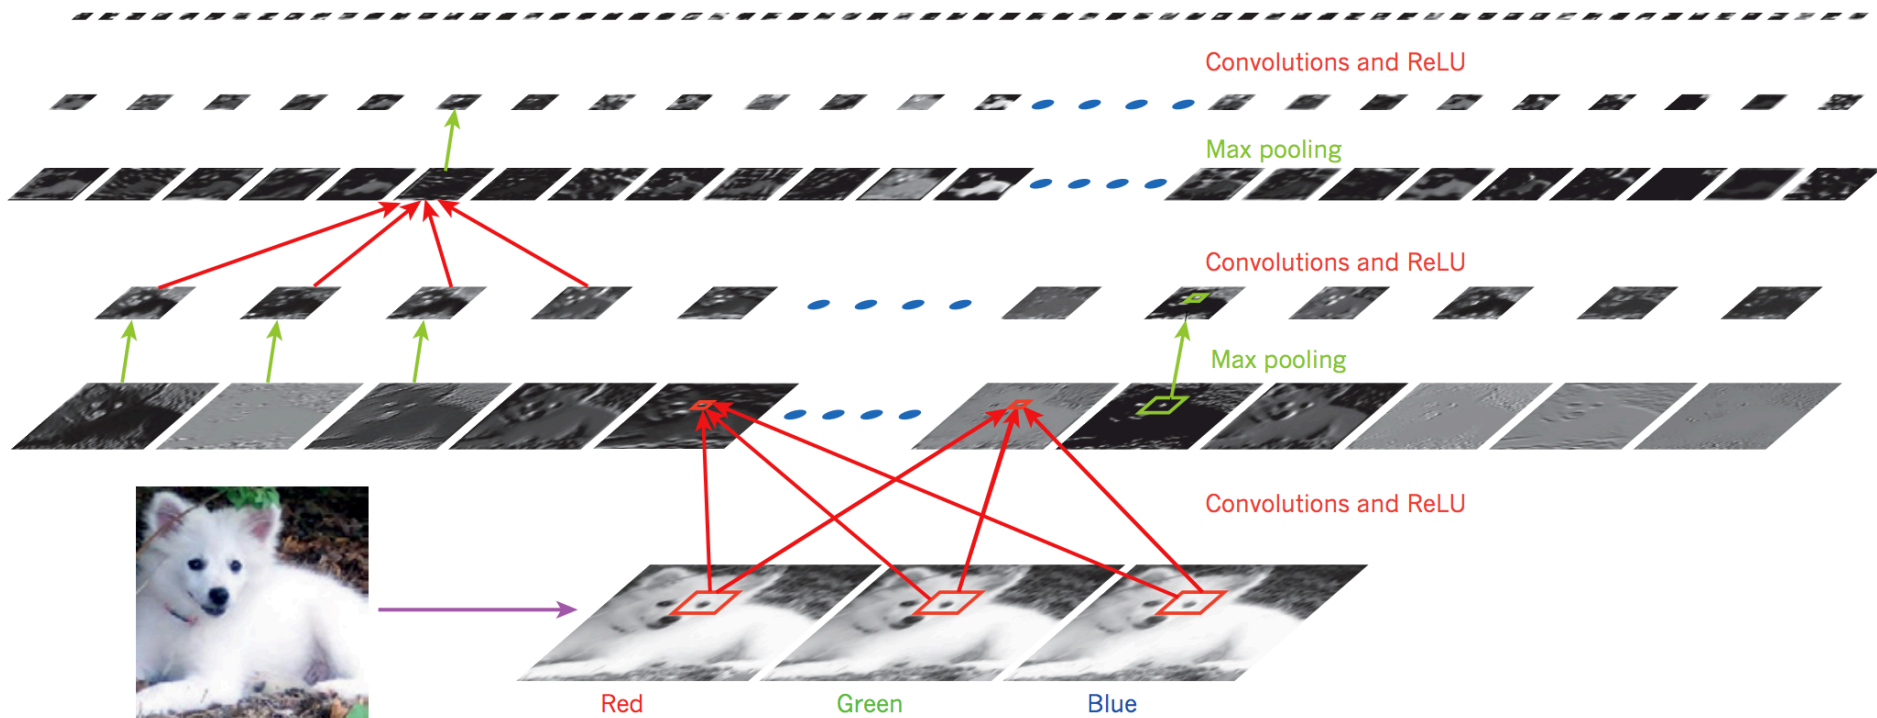 Convolutions and ReLU
Max pooling
Convolutions and ReLU
Max pooling
Convolutions and ReLU
Red
Green
Blue